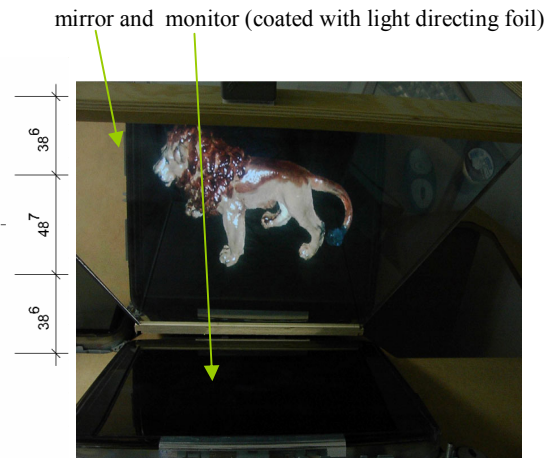 mirror and monitor (coated with light directing foil)
38⁶
48⁷
38⁶